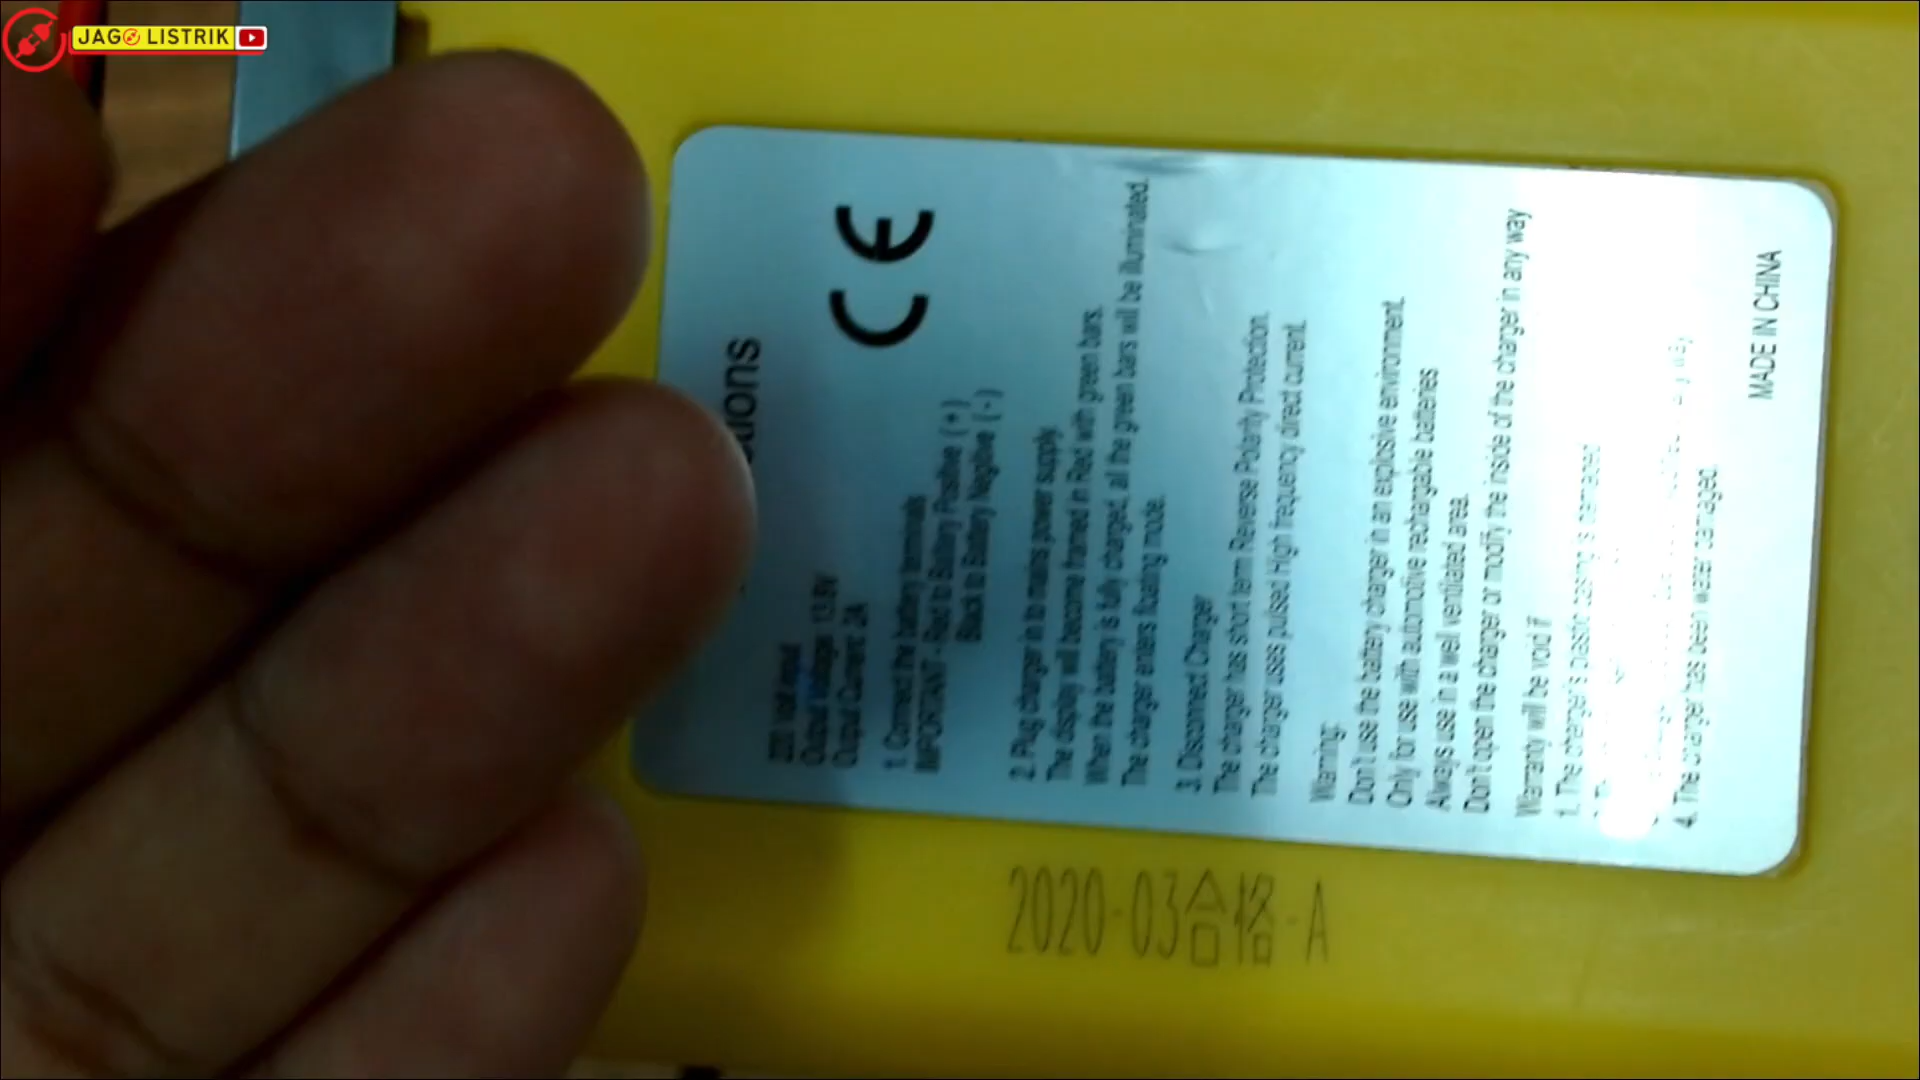 JAGO LISTRIK
CE
220 volt input
Output voltage 13.8V
Output Current: 2A
1. Connect the battery terminals
IMPORTANT - Red to Battery Positive (+)
Black to Battery Negtive (-)
2. Plug charger in to mains power supply.
The display will become framed in Red with green bars.
When the battery is fully charged, all the green bars will be illuminated.
The charger enters floating mode.
3. Disconnect Charger
The charger has short term Reverse Polarity Protection.
The charger uses pulsed High frequency direct current.
Warning:
Don't use the battery charger in an explosive environment.
Only for use with automotive rechargeable batteries
Always use in a well ventilated area.
Don't open the charger or modify the inside of the charger in any way
Warranty will be void if
1. The charger's plastic casing is damaged
4. The charger has been water damaged.
MADE IN CHINA
2020-03合格-A